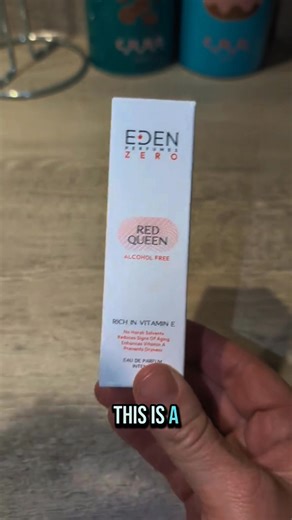 EDEN
PERFUMES
ZERO
RED
QUEEN
ALCOHOL FREE
RICH IN VITAMIN E
No Harsh Solvents
Reduces Signs Of Aging
Enhances Vitamin A
Prevents Dryness
EAU DE PARFUM
THIS IS A